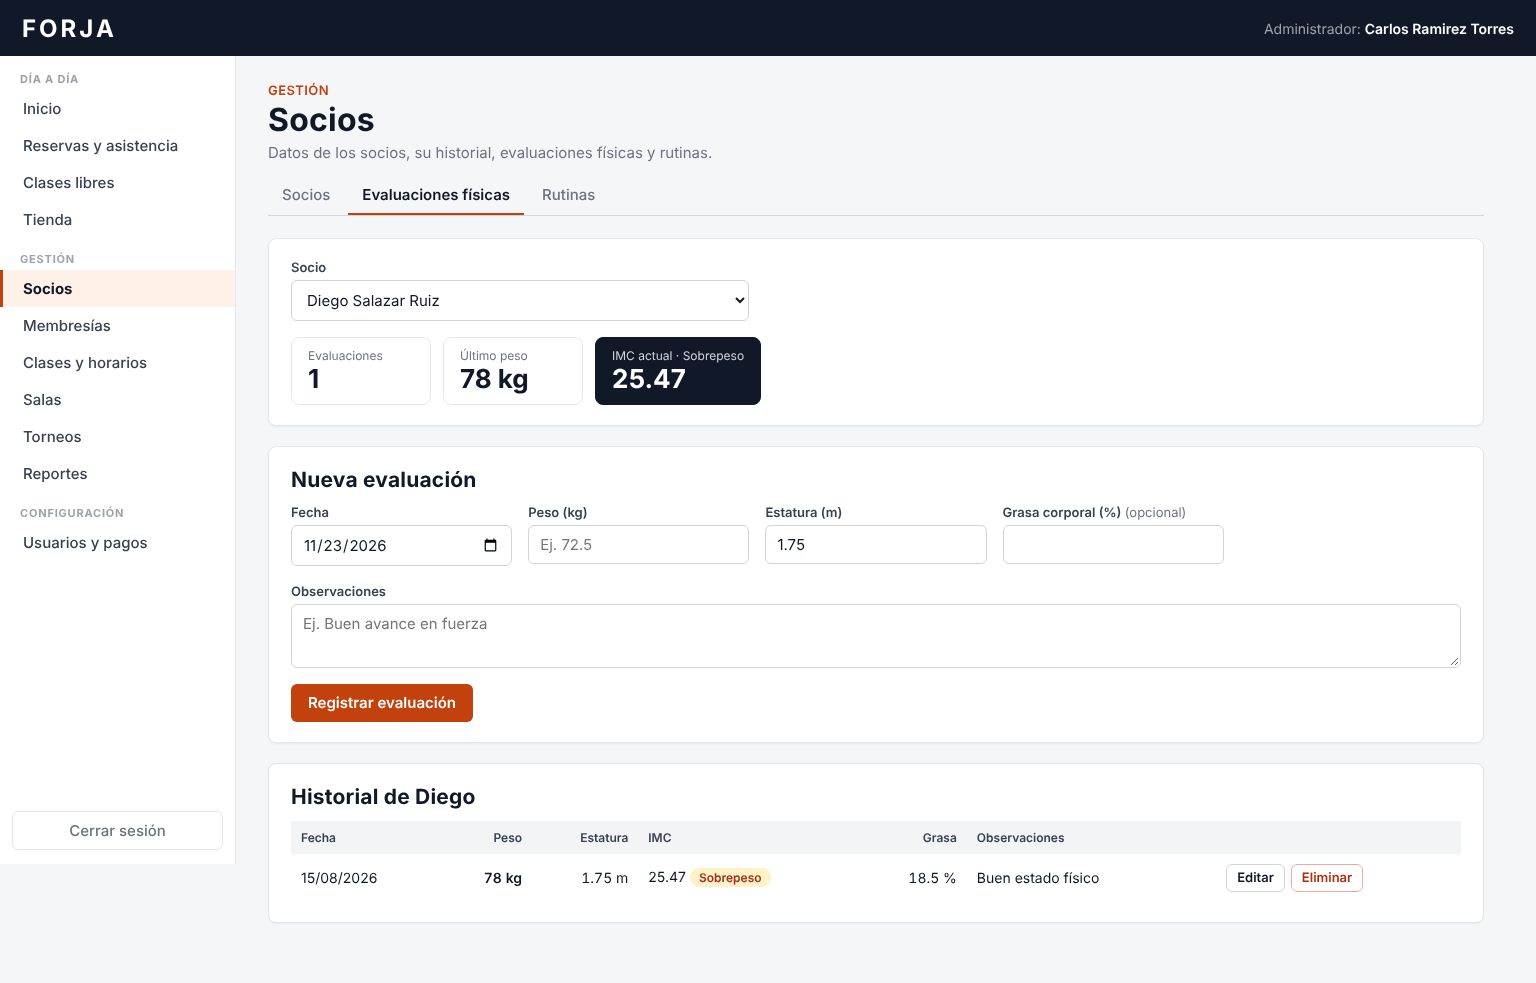 FORJA
Administrador: Carlos Ramirez Torres
DÍA A DÍA
Inicio
Reservas y asistencia
Clases libres
Tienda
GESTIÓN
Socios
Membresías
Clases y horarios
Salas
Torneos
Reportes
CONFIGURACIÓN
Usuarios y pagos
Cerrar sesión
GESTIÓN
Socios
Datos de los socios, su historial, evaluaciones físicas y rutinas.
Socios Evaluaciones físicas Rutinas
Socio
Diego Salazar Ruiz
Evaluaciones
1
Último peso
78 kg
IMC actual · Sobrepeso
25.47
Nueva evaluación
Fecha Peso (kg) Estatura (m) Grasa corporal (%) (opcional)
11/23/2026 Ej. 72.5 1.75
Observaciones
Ej. Buen avance en fuerza
Registrar evaluación
Historial de Diego
Fecha Peso Estatura IMC Grasa Observaciones
15/08/2026 78 kg 1.75 m 25.47 Sobrepeso 18.5 % Buen estado físico Editar Eliminar